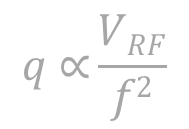 q ∝ V_RF / f²